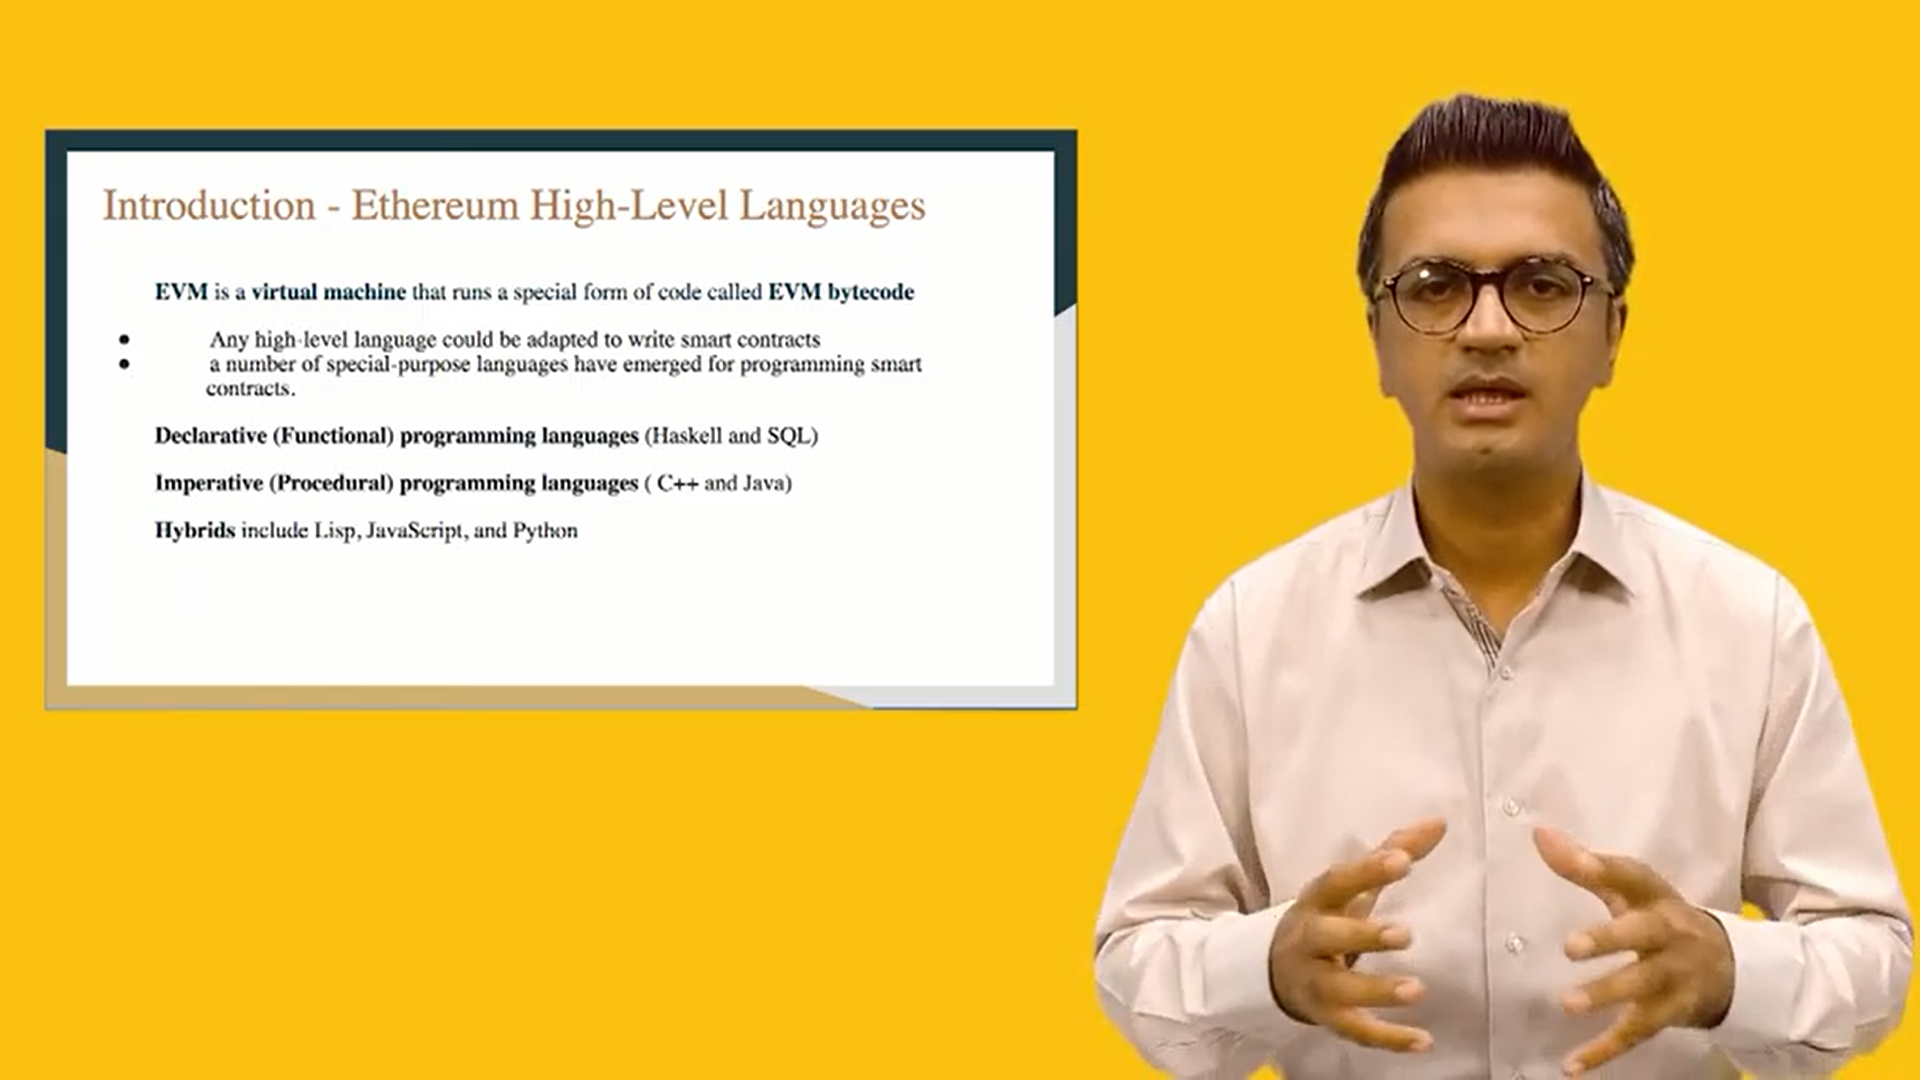 Introduction - Ethereum High-Level Languages
EVM is a virtual machine that runs a special form of code called EVM bytecode
● Any high-level language could be adapted to write smart contracts
● a number of special-purpose languages have emerged for programming smart
contracts.
Declarative (Functional) programming languages (Haskell and SQL)
Imperative (Procedural) programming languages ( C++ and Java)
Hybrids include Lisp, JavaScript, and Python